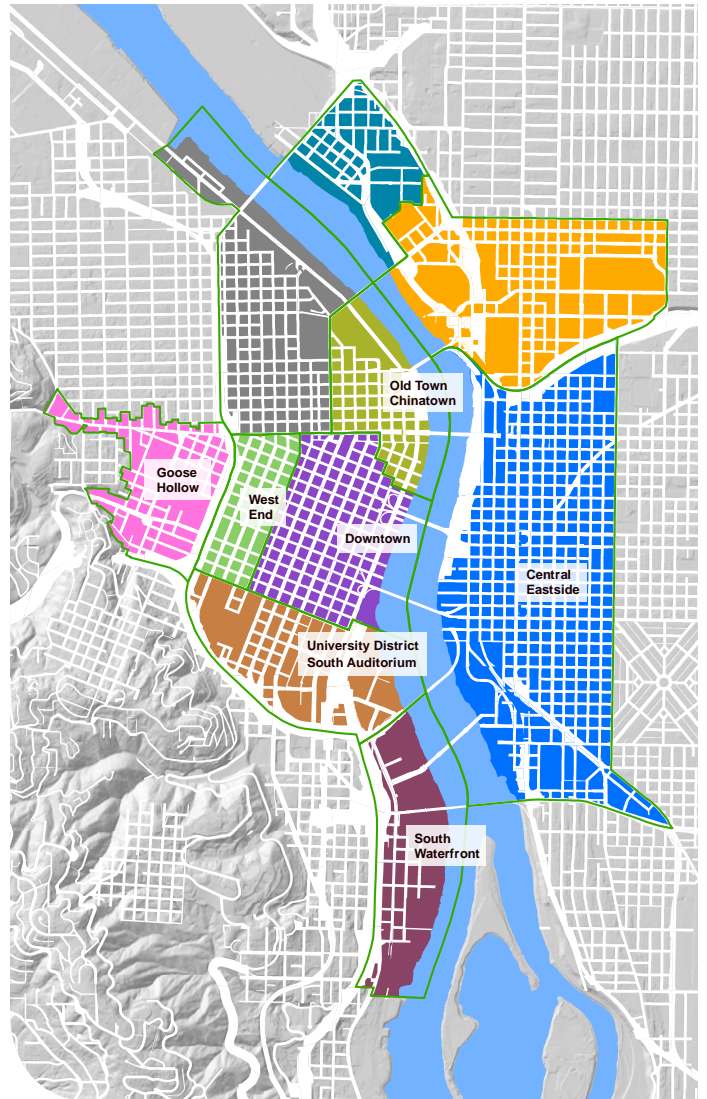 Old Town
Chinatown
Goose
Hollow
West
End
Downtown
Central
Eastside
University District
South Auditorium
South
Waterfront